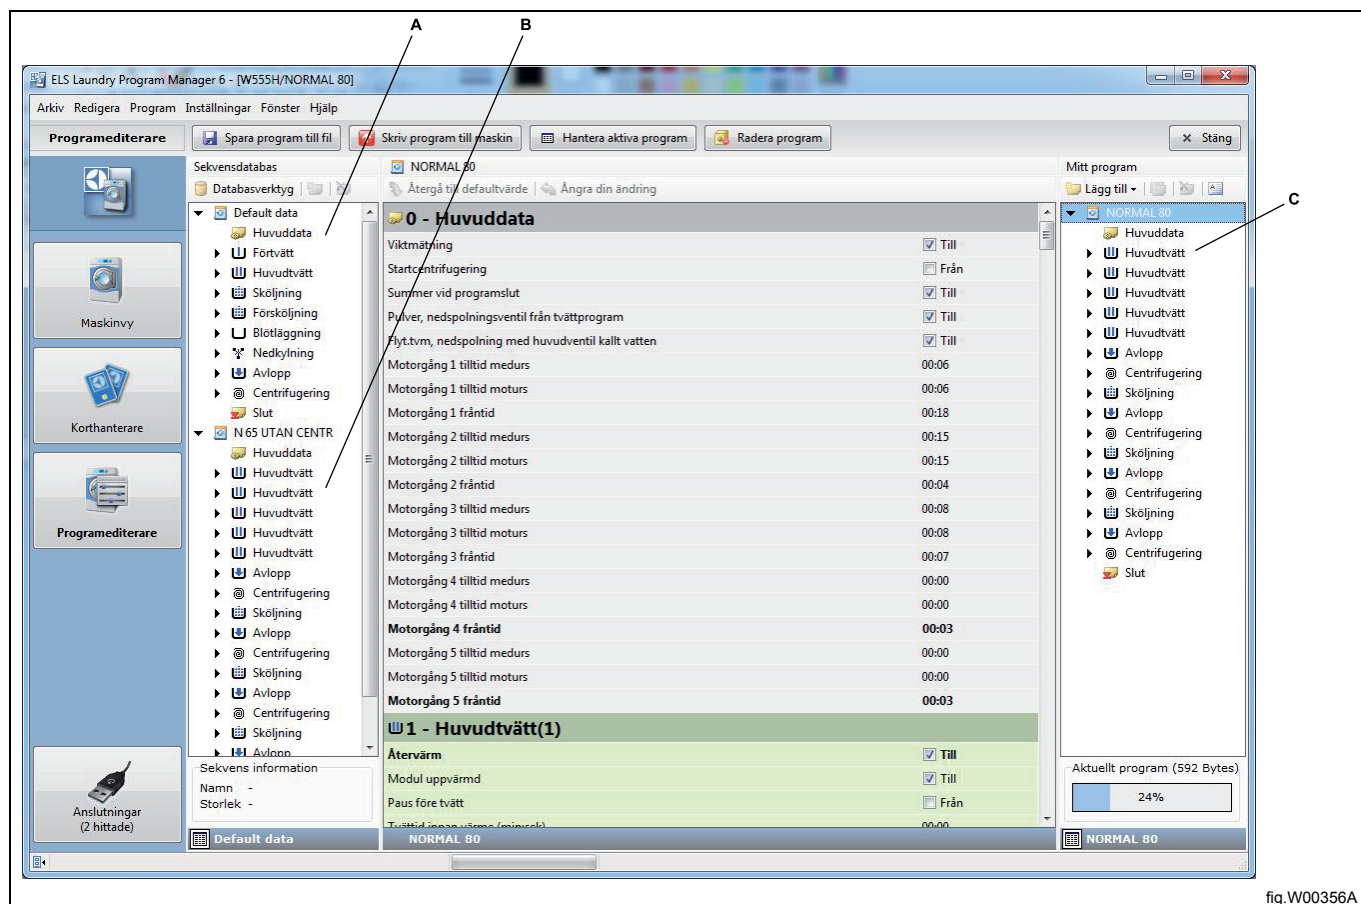 A
B
ELS Laundry Program Manager 6 - [W555H/NORMAL 80]
Arkiv Redigera Program Inställningar Fönster Hjälp
Programediterare
Spara program till fil
Skriv program till maskin
Hantera aktiva program
Radera program
Stäng
Maskinvy
Korthanterare
Programediterare
Anslutningar
(2 hittade)
Sekvensdatabas
Databasverktyg
Default data
Huvuddata
Förtvätt
Huvudtvätt
Sköljning
Försköljning
Blötläggning
Nedkylning
Avlopp
Centrifugering
Slut
N 65 UTAN CENTR
Huvuddata
Huvudtvätt
Huvudtvätt
Huvudtvätt
Huvudtvätt
Huvudtvätt
Avlopp
Centrifugering
Sköljning
Avlopp
Centrifugering
Sköljning
Avlopp
Centrifugering
Sköljning
Avlopp
Sekvens information
Namn -
Storlek -
Default data
NORMAL 80
Återgå till defaultvärde
Ångra din ändring
0 - Huvuddata
Viktmätning Till
Startcentrifugering Från
Summer vid programslut Till
Pulver, nedspolningsventil från tvättprogram Till
Flyt.tvm, nedspolning med huvudventil kallt vatten Till
Motorgång 1 tilltid medurs 00:06
Motorgång 1 tilltid moturs 00:06
Motorgång 1 fråntid 00:18
Motorgång 2 tilltid medurs 00:15
Motorgång 2 tilltid moturs 00:15
Motorgång 2 fråntid 00:04
Motorgång 3 tilltid medurs 00:08
Motorgång 3 tilltid moturs 00:08
Motorgång 3 fråntid 00:07
Motorgång 4 tilltid medurs 00:00
Motorgång 4 tilltid moturs 00:00
Motorgång 4 fråntid 00:03
Motorgång 5 tilltid medurs 00:00
Motorgång 5 tilltid moturs 00:00
Motorgång 5 fråntid 00:03
1 - Huvudtvätt(1)
Återvärm Till
Modul uppvärmd Till
Paus före tvätt Från
Tvättid innan värme (min:sek) 00:00
NORMAL 80
Mitt program
Lägg till
C
NORMAL 80
Huvuddata
Huvudtvätt
Huvudtvätt
Huvudtvätt
Huvudtvätt
Huvudtvätt
Avlopp
Centrifugering
Sköljning
Avlopp
Centrifugering
Sköljning
Avlopp
Centrifugering
Sköljning
Avlopp
Centrifugering
Slut
Aktuellt program (592 Bytes)
24%
NORMAL 80
fig.W00356A